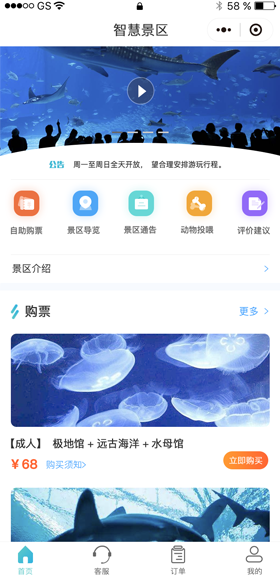 GS 58 %
智慧景区
公告 周一至周日全天开放，望合理安排游玩行程。
自助购票 景区导览 景区通告 动物投喂 评价建议
景区介绍
购票 更多
【成人】 极地馆 + 远古海洋 + 水母馆
¥68 购买须知 立即购买
首页 客服 订单 我的